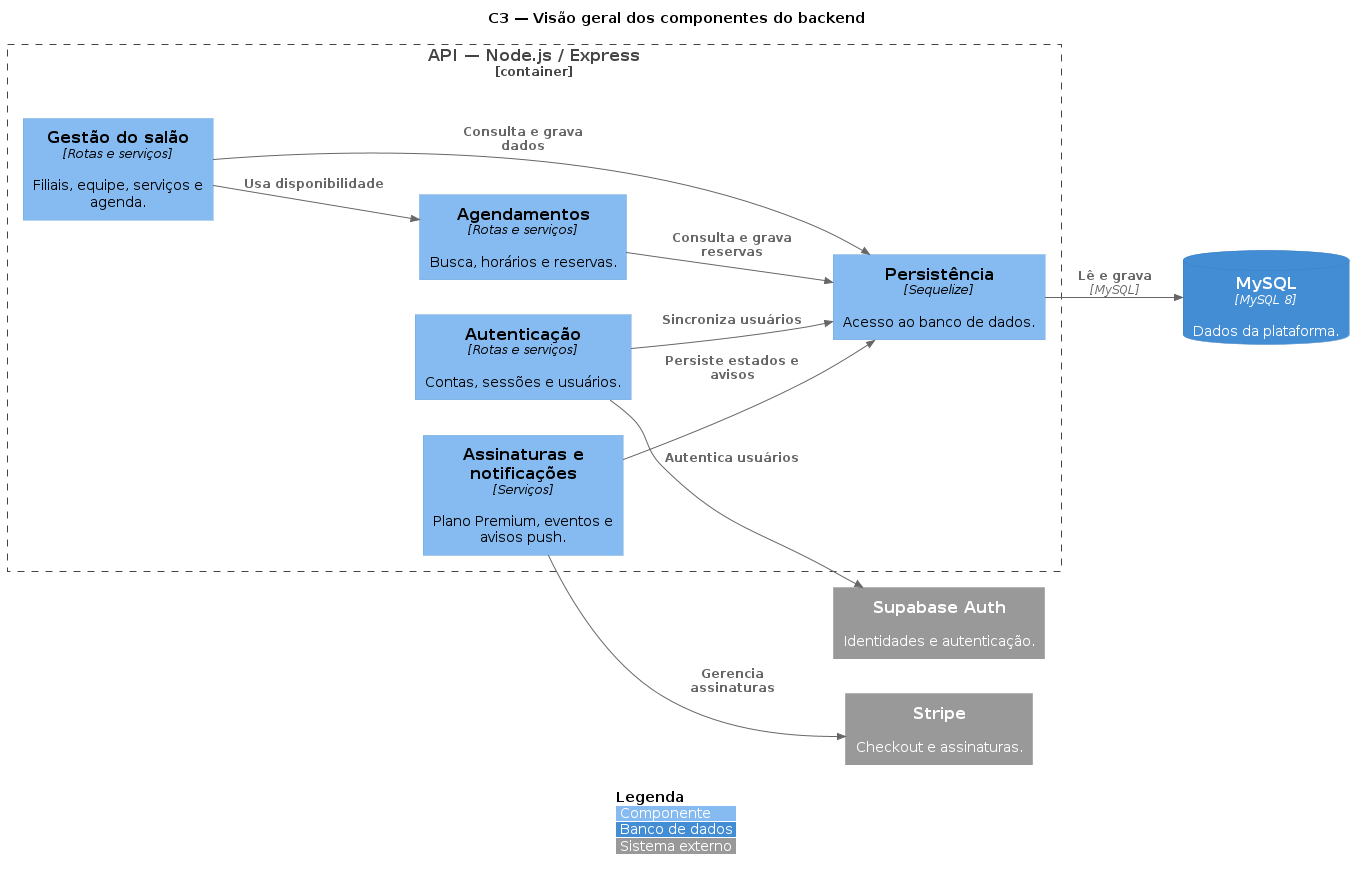 C3 — Visão geral dos componentes do backend
API — Node.js / Express
[container]
Gestão do salão
[Rotas e serviços]
Filiais, equipe, serviços e
agenda.
Consulta e grava
dados
Usa disponibilidade
Agendamentos
[Rotas e serviços]
Busca, horários e reservas.
Consulta e grava
reservas
Persistência
[Sequelize]
Acesso ao banco de dados.
Lê e grava
[MySQL]
MySQL
[MySQL 8]
Dados da plataforma.
Autenticação
[Rotas e serviços]
Contas, sessões e usuários.
Sincroniza usuários
Persiste estados e
avisos
Assinaturas e
notificações
[Serviços]
Plano Premium, eventos e
avisos push.
Autentica usuários
Supabase Auth
Identidades e autenticação.
Gerencia
assinaturas
Stripe
Checkout e assinaturas.
Legenda
Componente
Banco de dados
Sistema externo